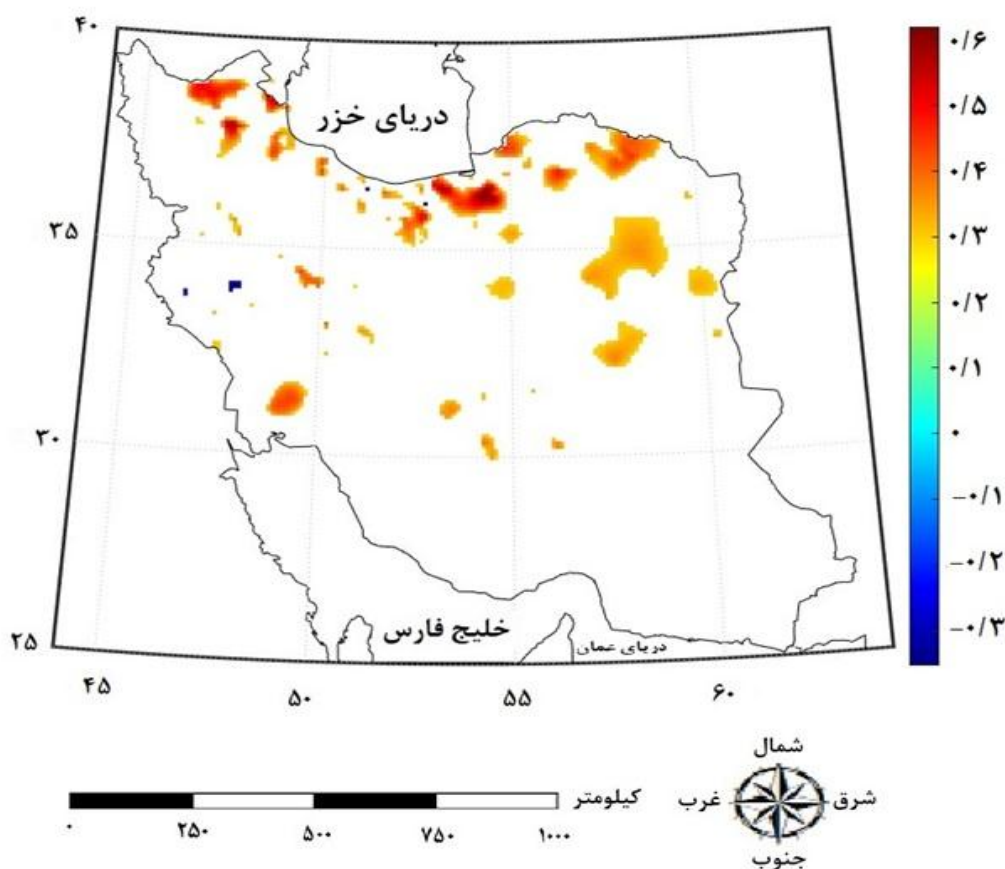 ۴۰
۳۵
۳۰
۲۵
۴۵
۵۰
۵۵
۶۰
دریای خزر
خلیج فارس
دریای عمان
۰/۶
۰/۵
۰/۴
۰/۳
۰/۲
۰/۱
۰
−۰/۱
−۰/۲
−۰/۳
کیلومتر
۰
۲۵۰
۵۰۰
۷۵۰
۱۰۰۰
شمال
شرق
غرب
جنوب